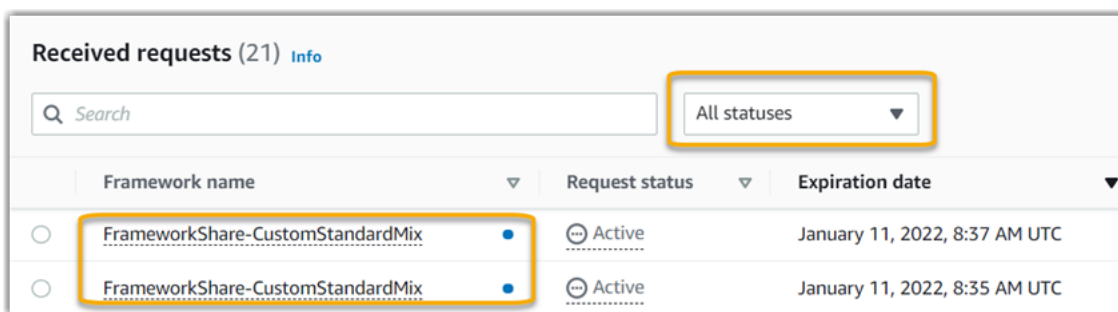 Received requests (21) Info
Search
All statuses
Framework name Request status Expiration date
FrameworkShare-CustomStandardMix Active January 11, 2022, 8:37 AM UTC
FrameworkShare-CustomStandardMix Active January 11, 2022, 8:35 AM UTC